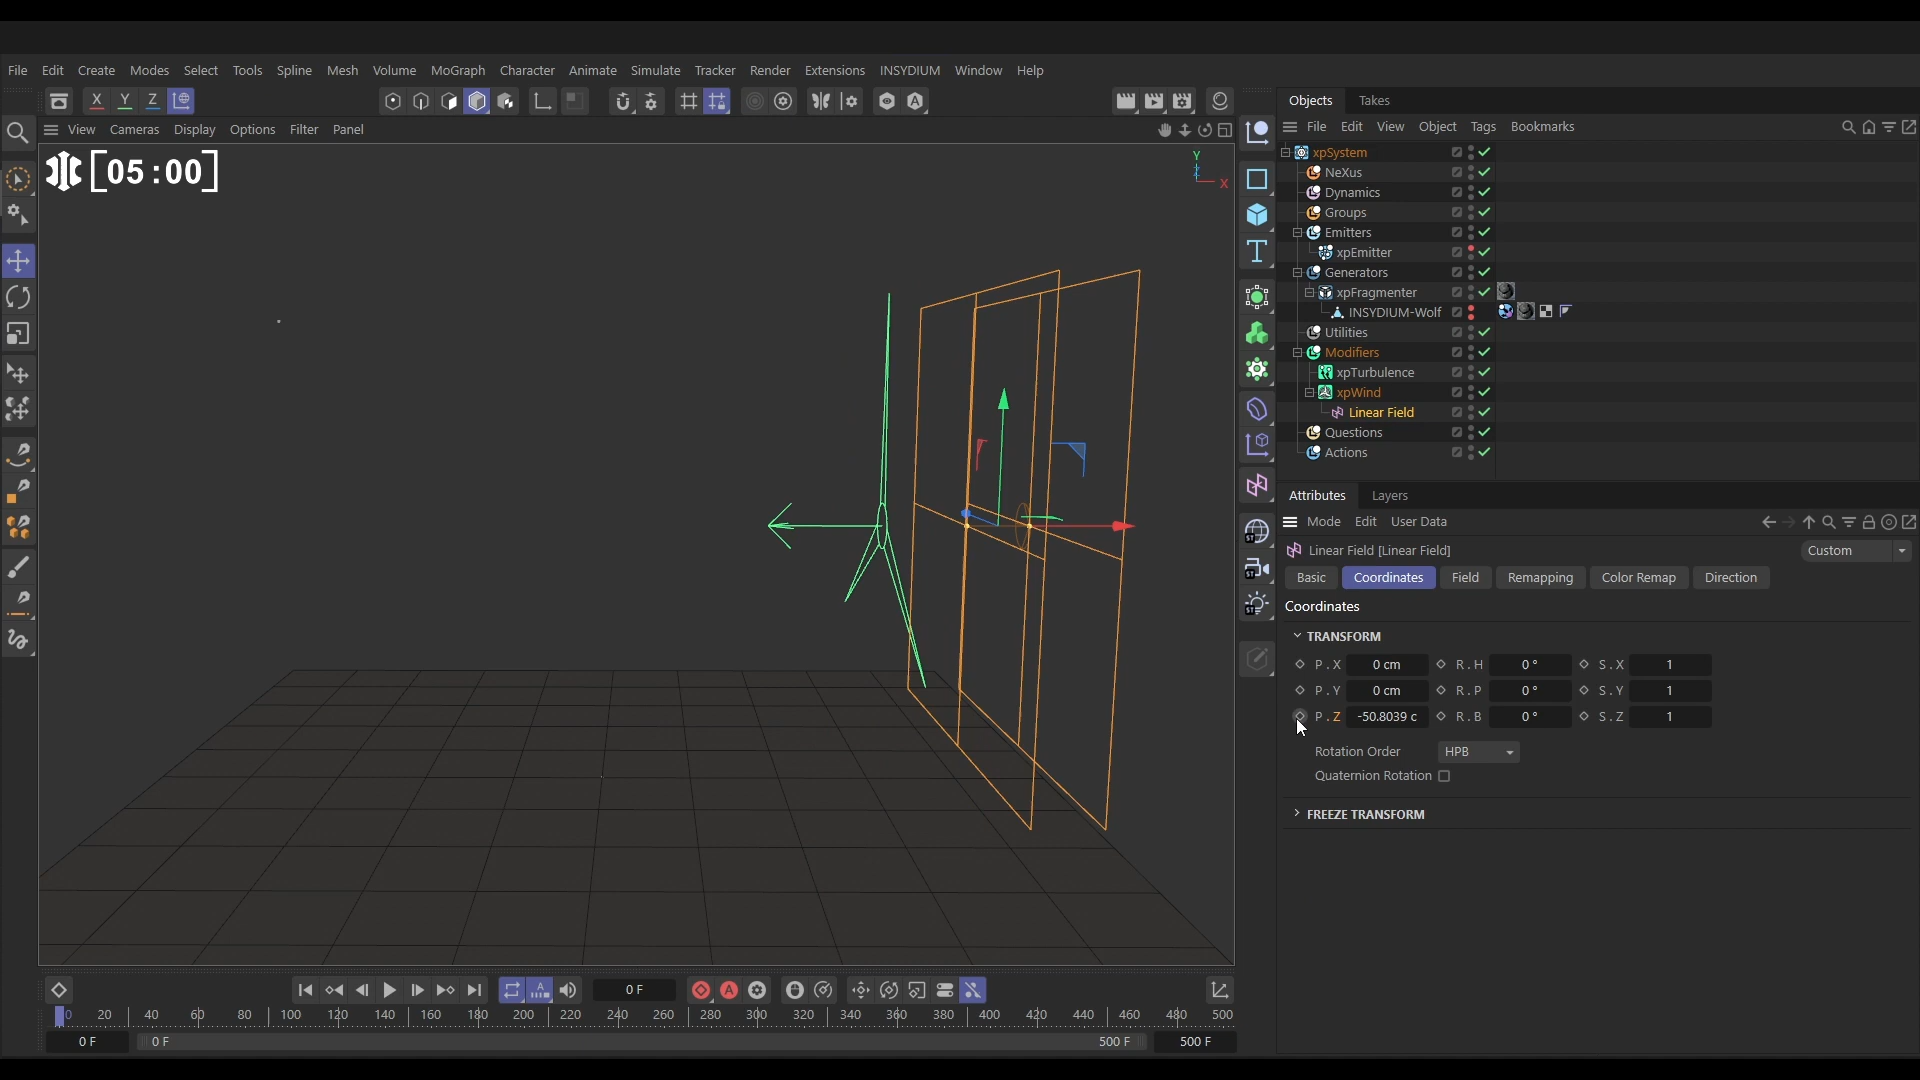 File Edit Create Modes Select Tools Spline Mesh Volume MoGraph Character Animate Simulate Tracker Render Extensions INSYDIUM Window Help
X Y Z
View Cameras Display Options Filter Panel
[05:00]
Y
Z
X
Objects Takes
File Edit View Object Tags Bookmarks
xpSystem
NeXus
Dynamics
Groups
Emitters
xpEmitter
Generators
xpFragmenter
INSYDIUM-Wolf
Utilities
Modifiers
xpTurbulence
xpWind
Linear Field
Questions
Actions
Attributes Layers
Mode Edit User Data
Linear Field [Linear Field] Custom
Basic Coordinates Field Remapping Color Remap Direction
Coordinates
TRANSFORM
P . X 0 cm R . H 0 ° S . X 1
P . Y 0 cm R . P 0 ° S . Y 1
P . Z -50.8039 c R . B 0 ° S . Z 1
Rotation Order HPB
Quaternion Rotation
FREEZE TRANSFORM
0 F
0 20 40 60 80 100 120 140 160 180 200 220 240 260 280 300 320 340 360 380 400 420 440 460 480 500
0 F 0 F 500 F 500 F